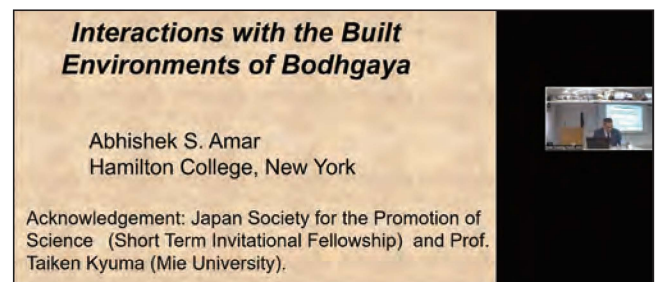 Interactions with the Built
Environments of Bodhgaya
Abhishek S. Amar
Hamilton College, New York
Acknowledgement: Japan Society for the Promotion of
Science (Short Term Invitational Fellowship) and Prof.
Taiken Kyuma (Mie University).